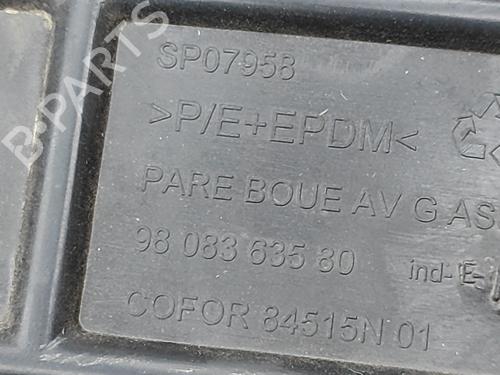 B-PARTS
SP07958
>P/E+EPDM<
PARE BOUE AV G AS
98 083 635 80 ind- E-
COFOR 84515N 01